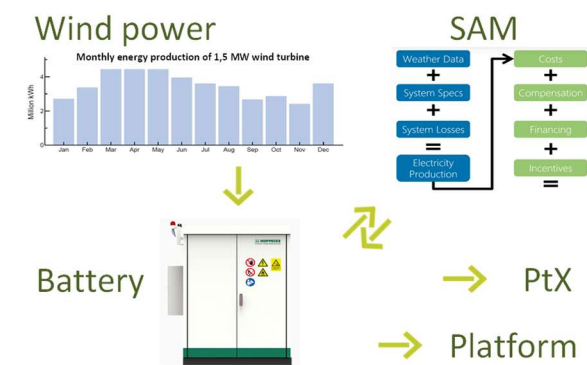 Wind power
SAM
Monthly energy production of 1,5 MW wind turbine
Million kWh
4
2
Jan Feb Mar Apr May Jun Jul Aug Sep Oct Nov Dec
Weather Data
+
System Specs
+
System Losses
=
Electricity
Production
Costs
+
Compensation
+
Financing
+
Incentives
=
Battery
HOPPECKE
PtX
Platform